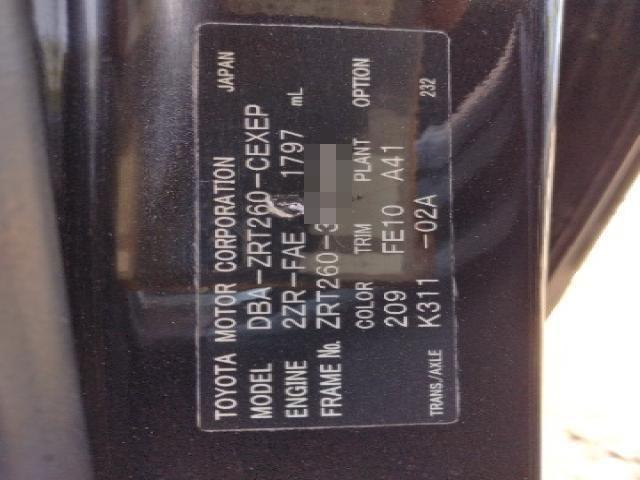 TOYOTA MOTOR CORPORATION JAPAN
MODEL DBA-ZRT260-CEXEP
ENGINE 2ZR-FAE 1797 mL
FRAME No. ZRT260-3
COLOR TRIM PLANT OPTION
209 FE10 A41
TRANS./AXLE K311 -02A 232